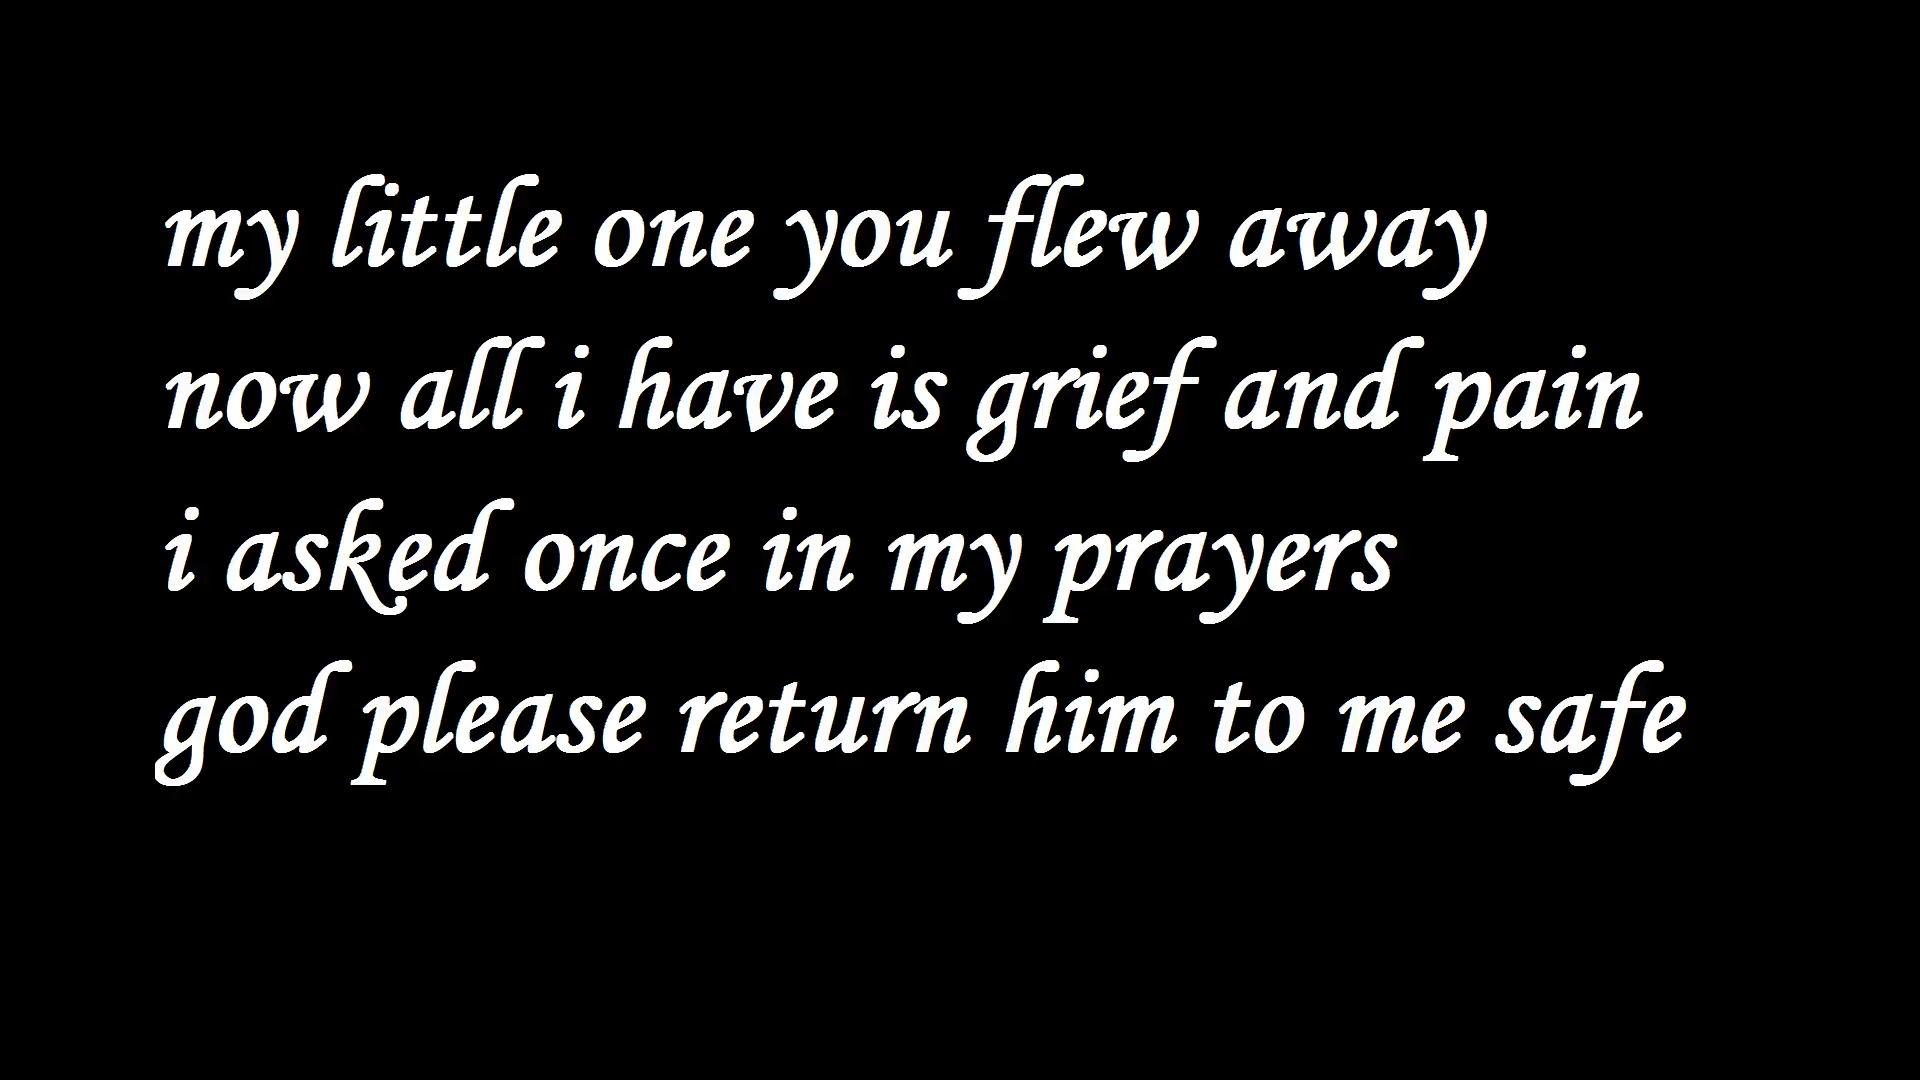 my little one you flew away
now all i have is grief and pain
i asked once in my prayers
god please return him to me safe